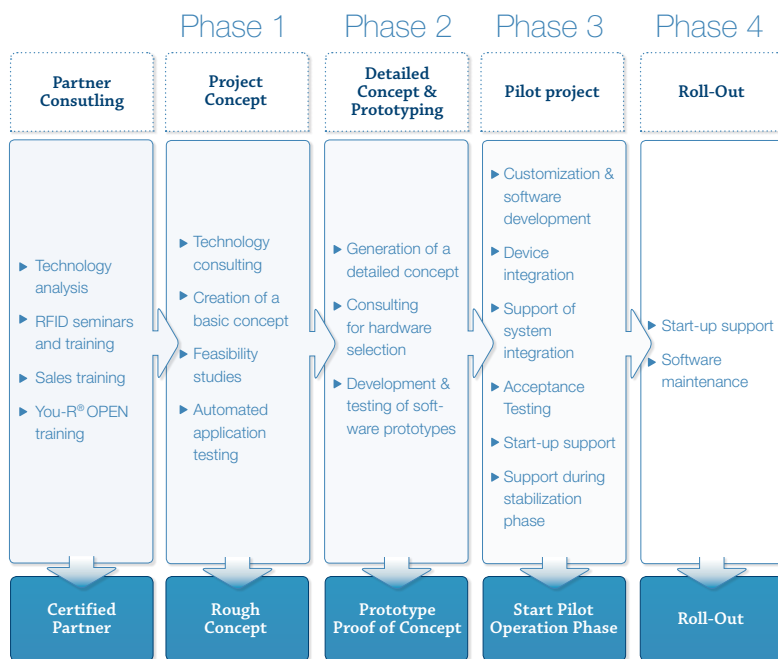 Phase 1
Phase 2
Phase 3
Phase 4
Partner
Consutling
Project
Concept
Detailed
Concept &
Prototyping
Pilot project
Roll-Out
Technology
analysis
RFID seminars
and training
Sales training
You-R® OPEN
training
Technology
consulting
Creation of a
basic concept
Feasibility
studies
Automated
application
testing
Generation of a
detailed concept
Consulting
for hardware
selection
Development &
testing of soft-
ware prototypes
Customization &
software
development
Device
integration
Support of
system
integration
Acceptance
Testing
Start-up support
Support during
stabilization
phase
Start-up support
Software
maintenance
Certified
Partner
Rough
Concept
Prototype
Proof of Concept
Start Pilot
Operation Phase
Roll-Out